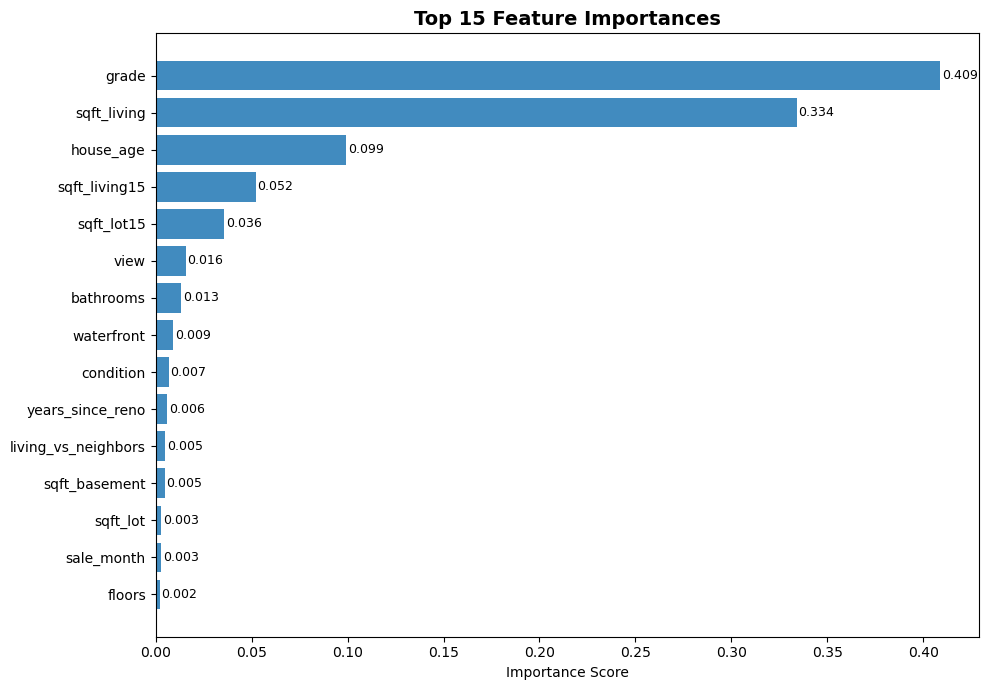 Top 15 Feature Importances
grade 0.409
sqft_living 0.334
house_age 0.099
sqft_living15 0.052
sqft_lot15 0.036
view 0.016
bathrooms 0.013
waterfront 0.009
condition 0.007
years_since_reno 0.006
living_vs_neighbors 0.005
sqft_basement 0.005
sqft_lot 0.003
sale_month 0.003
floors 0.002
0.00 0.05 0.10 0.15 0.20 0.25 0.30 0.35 0.40
Importance Score